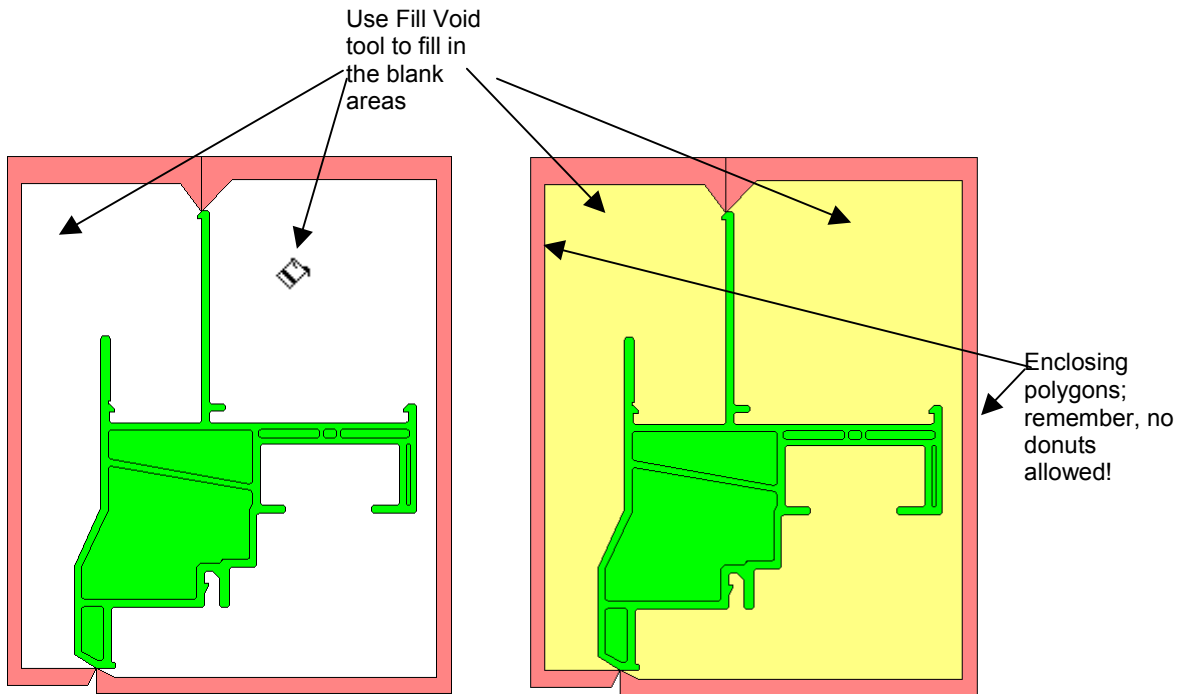 Use Fill Void
tool to fill in
the blank
areas
Enclosing
polygons;
remember, no
donuts
allowed!